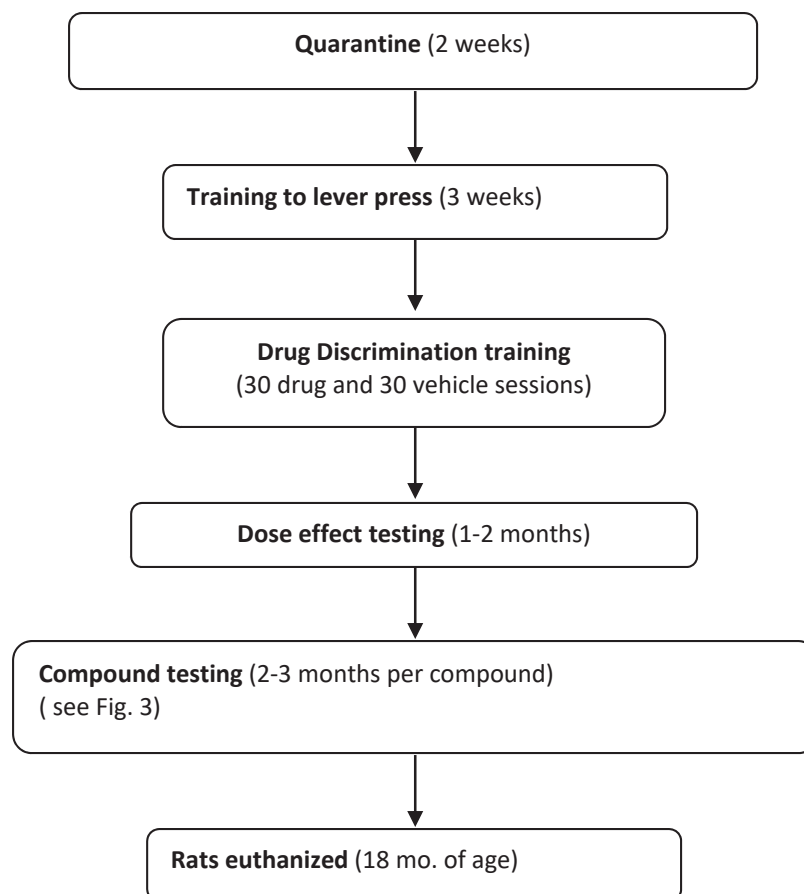 Quarantine (2 weeks)
Training to lever press (3 weeks)
Drug Discrimination training
(30 drug and 30 vehicle sessions)
Dose effect testing (1-2 months)
Compound testing (2-3 months per compound)
( see Fig. 3)
Rats euthanized (18 mo. of age)